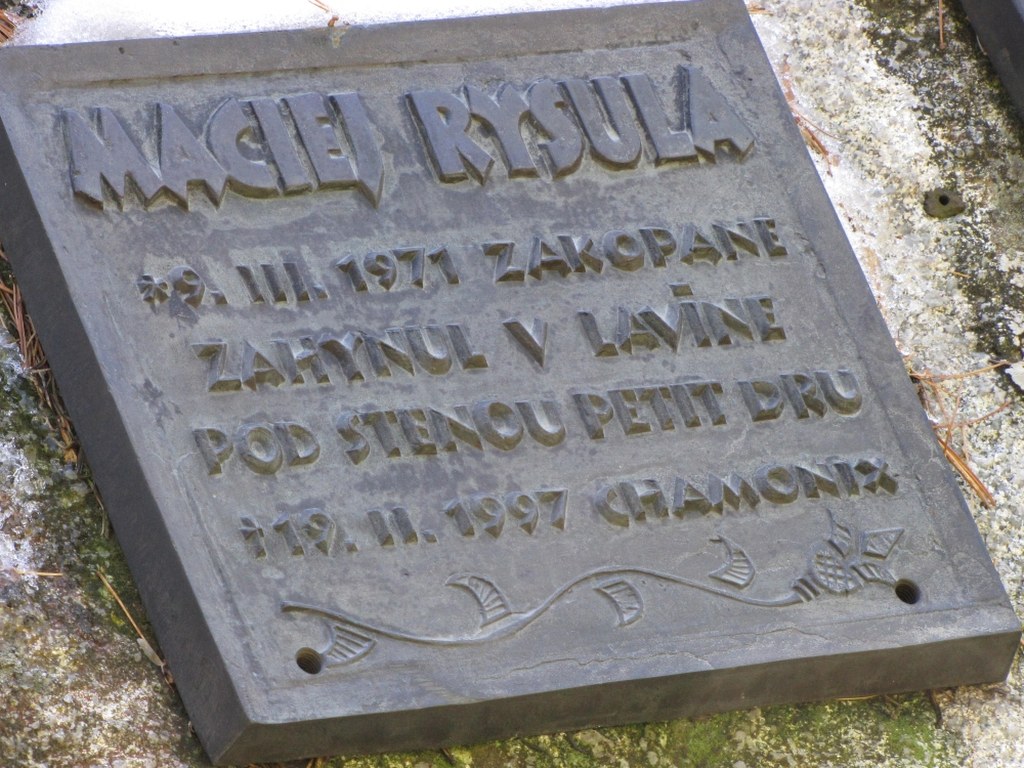 MACIEJ RYSULA
*9. III. 1971 ZAKOPANE
ZAHYNUL V LAVÍNE
POD STENOU PETIT DRU
†19. II. 1997 CHAMONIX